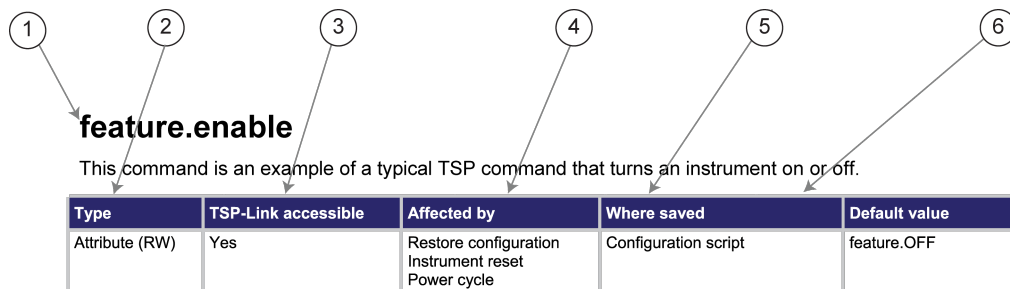 1 2 3 4 5 6
feature.enable
This command is an example of a typical TSP command that turns an instrument on or off.
Type TSP-Link accessible Affected by Where saved Default value
Attribute (RW) Yes Restore configuration Configuration script feature.OFF
Instrument reset
Power cycle